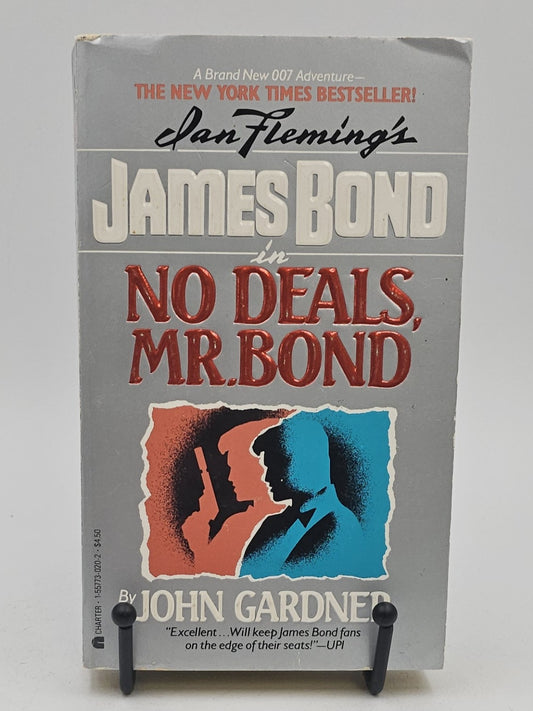 A Brand New 007 Adventure—
THE NEW YORK TIMES BESTSELLER!
Ian Fleming's
JAMES BOND
in
NO DEALS,
MR. BOND
By JOHN GARDNER
"Excellent...Will keep James Bond fans
on the edge of their seats!"—UPI
CHARTER • 1-55773-020-2 • $4.50